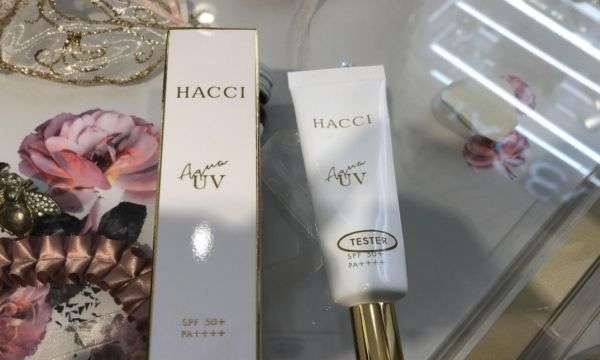 HACCI
Aqua
UV
SPF 50+
PA++++
HACCI
Aqua
UV
TESTER
SPF 50+
PA++++